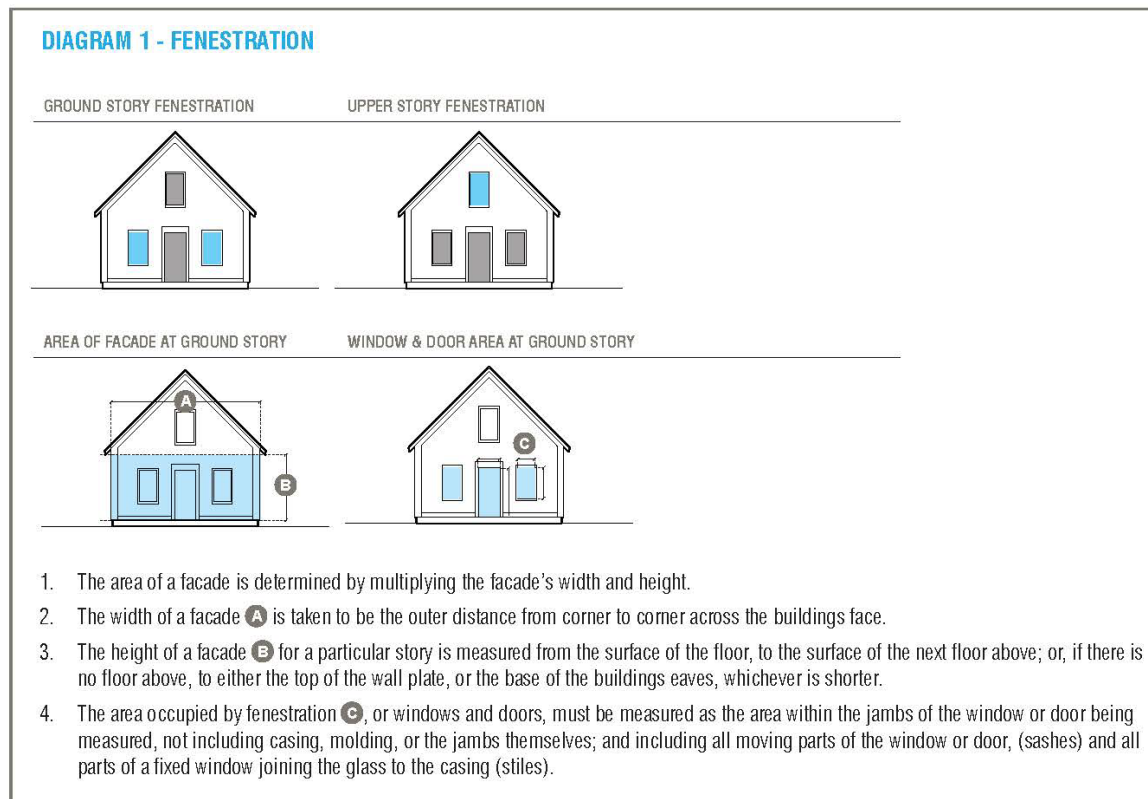 DIAGRAM 1 - FENESTRATION
GROUND STORY FENESTRATION
UPPER STORY FENESTRATION
AREA OF FACADE AT GROUND STORY
WINDOW & DOOR AREA AT GROUND STORY
A
B
C
1. The area of a facade is determined by multiplying the facade's width and height.
2. The width of a facade A is taken to be the outer distance from corner to corner across the buildings face.
3. The height of a facade B for a particular story is measured from the surface of the floor, to the surface of the next floor above; or, if there is
no floor above, to either the top of the wall plate, or the base of the buildings eaves, whichever is shorter.
4. The area occupied by fenestration C, or windows and doors, must be measured as the area within the jambs of the window or door being
measured, not including casing, molding, or the jambs themselves; and including all moving parts of the window or door, (sashes) and all
parts of a fixed window joining the glass to the casing (stiles).